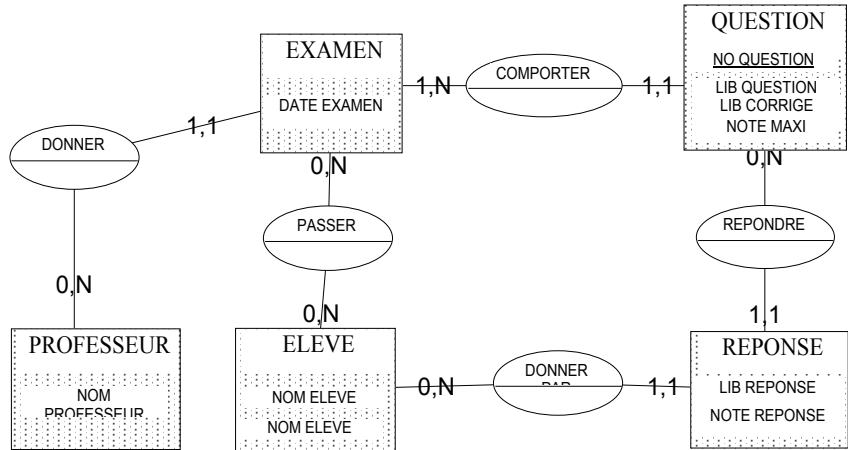 EXAMEN
DATE EXAMEN
1,N
COMPORTER
1,1
QUESTION
NO QUESTION
LIB QUESTION
LIB CORRIGE
NOTE MAXI
DONNER
1,1
0,N
0,N
PASSER
REPONDRE
0,N
0,N
1,1
PROFESSEUR
NOM
PROFESSEUR
ELEVE
NOM ELEVE
NOM ELEVE
0,N
DONNER
PAR
1,1
REPONSE
LIB REPONSE
NOTE REPONSE